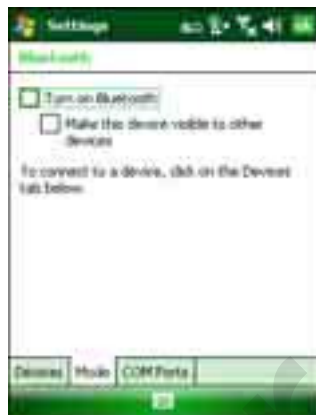 Settings
Bluetooth
Turn on Bluetooth
Make this device visible to other
devices
To connect to a device, click on the Devices
tab below.
Devices Mode COM Ports